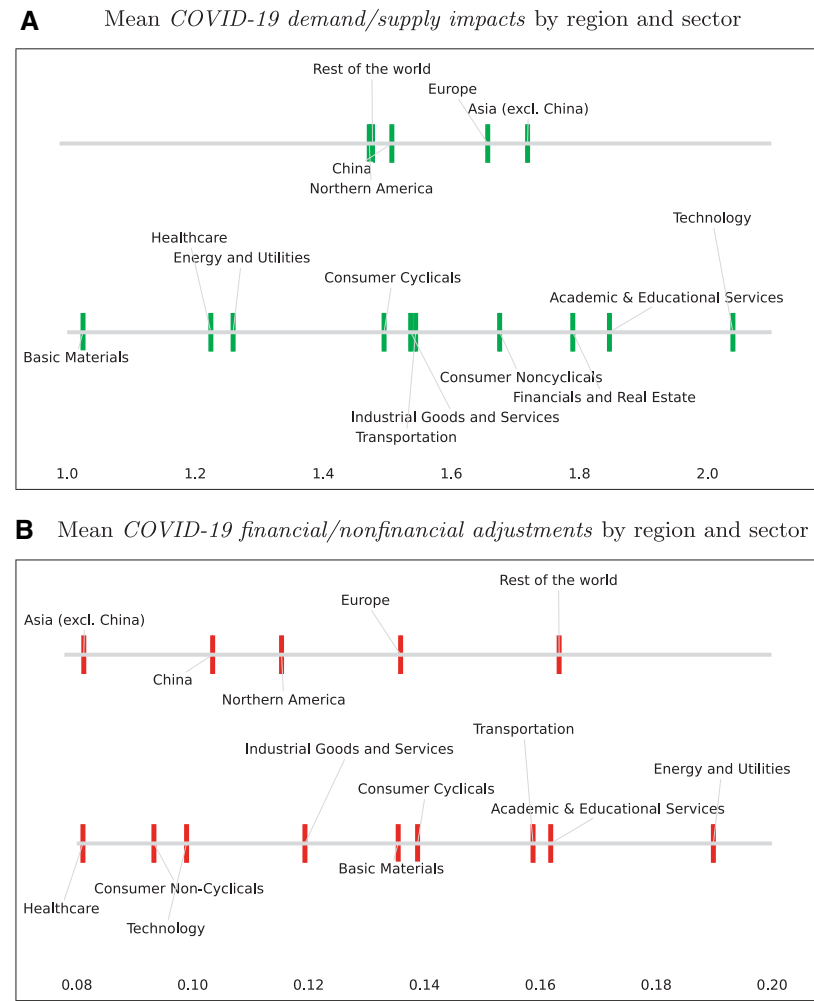 A Mean COVID-19 demand/supply impacts by region and sector
Rest of the world
Europe
Asia (excl. China)
China
Northern America
Technology
Healthcare
Energy and Utilities
Consumer Cyclicals
Academic & Educational Services
Basic Materials
Consumer Noncyclicals
Financials and Real Estate
Industrial Goods and Services
Transportation
1.0 1.2 1.4 1.6 1.8 2.0
B Mean COVID-19 financial/nonfinancial adjustments by region and sector
Rest of the world
Europe
Asia (excl. China)
China
Northern America
Transportation
Industrial Goods and Services
Energy and Utilities
Consumer Cyclicals
Academic & Educational Services
Basic Materials
Consumer Non-Cyclicals
Healthcare
Technology
0.08 0.10 0.12 0.14 0.16 0.18 0.20